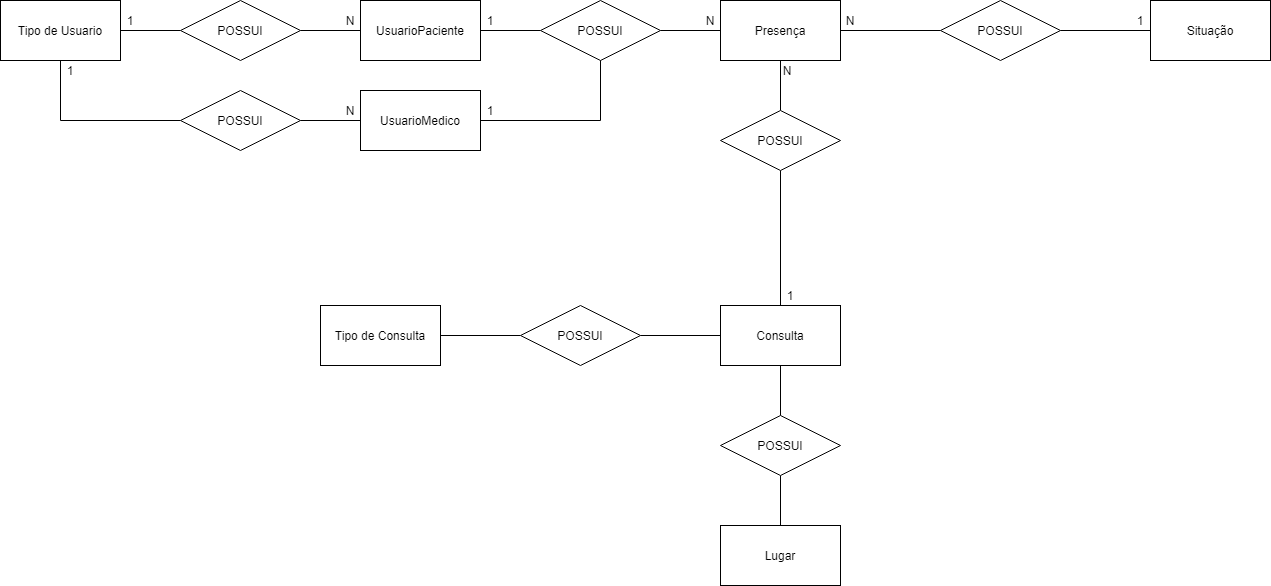 Tipo de Usuario
1
POSSUI
N
UsuarioPaciente
1
POSSUI
N
Presença
N
POSSUI
1
Situação
1
POSSUI
N
UsuarioMedico
1
N
POSSUI
1
Tipo de Consulta
POSSUI
Consulta
POSSUI
Lugar